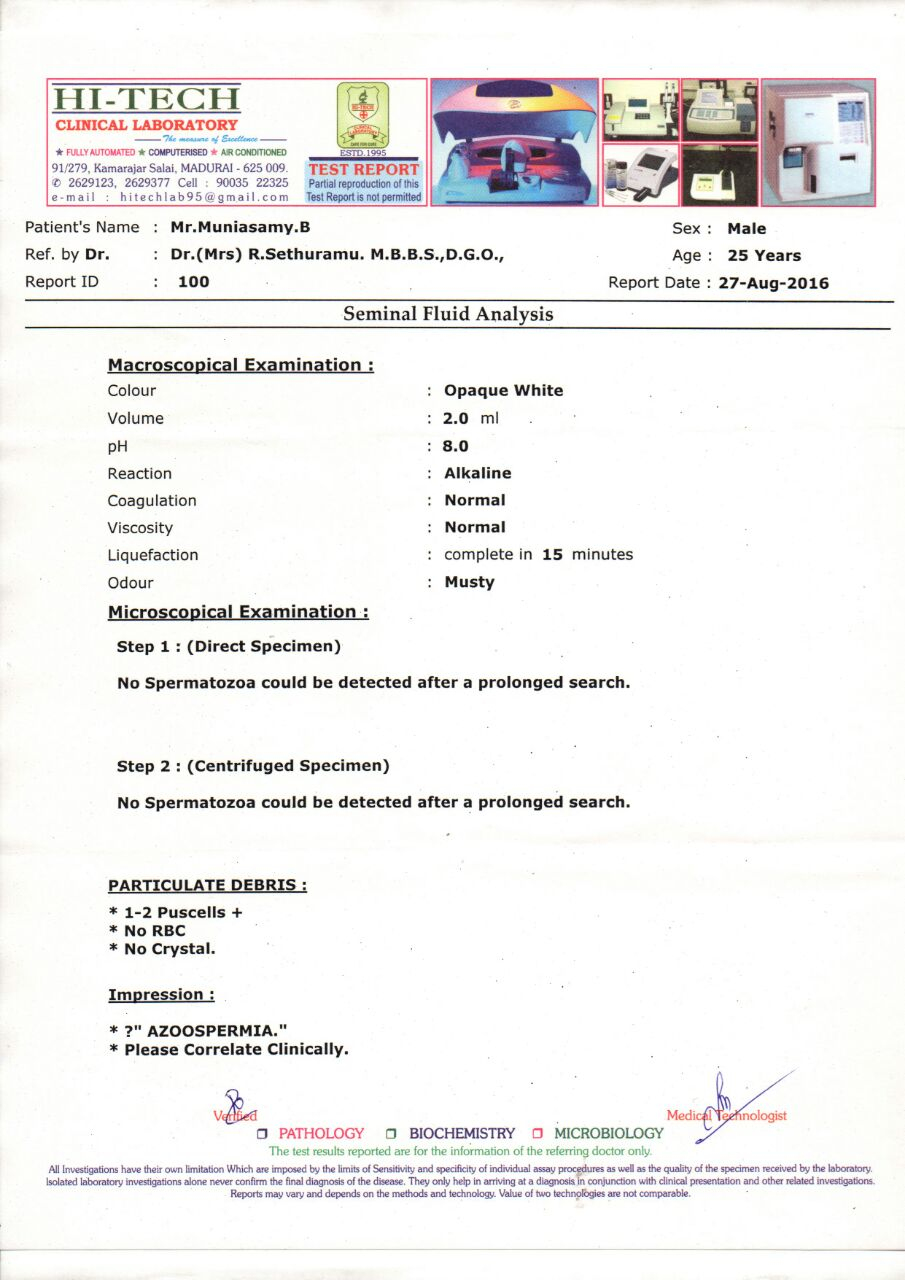 HI-TECH
CLINICAL LABORATORY
The measure of Excellence
★ FULLY AUTOMATED ★ COMPUTERISED ★ AIR CONDITIONED
91/279, Kamarajar Salai, MADURAI - 625 009.
✆ 2629123, 2629377 Cell : 90035 22325
e-mail : hitechlab95@gmail.com
HI-TECH
CLINICAL LABORATORY
CARE FOR CURE
ESTD.1995
TEST REPORT
Partial reproduction of this
Test Report is not permitted
Patient's Name : Mr.Muniasamy.B Sex : Male
Ref. by Dr. : Dr.(Mrs) R.Sethuramu. M.B.B.S.,D.G.O., Age : 25 Years
Report ID : 100 Report Date : 27-Aug-2016
Seminal Fluid Analysis
Macroscopical Examination :
Colour : Opaque White
Volume : 2.0 ml
pH : 8.0
Reaction : Alkaline
Coagulation : Normal
Viscosity : Normal
Liquefaction : complete in 15 minutes
Odour : Musty
Microscopical Examination :
Step 1 : (Direct Specimen)
No Spermatozoa could be detected after a prolonged search.
Step 2 : (Centrifuged Specimen)
No Spermatozoa could be detected after a prolonged search.
PARTICULATE DEBRIS :
* 1-2 Puscells +
* No RBC
* No Crystal.
Impression :
* ?" AZOOSPERMIA."
* Please Correlate Clinically.
Verified Medical Technologist
❒ PATHOLOGY ❒ BIOCHEMISTRY ❒ MICROBIOLOGY
The test results reported are for the information of the referring doctor only.
All Investigations have their own limitation Which are imposed by the limits of Sensitivity and specificity of individual assay procedures as well as the quality of the specimen received by the laboratory.
Isolated laboratory investigations alone never confirm the final diagnosis of the disease. They only help in arriving at a diagnosis in conjunction with clinical presentation and other related investigations.
Reports may vary and depends on the methods and technology. Value of two technologies are not comparable.